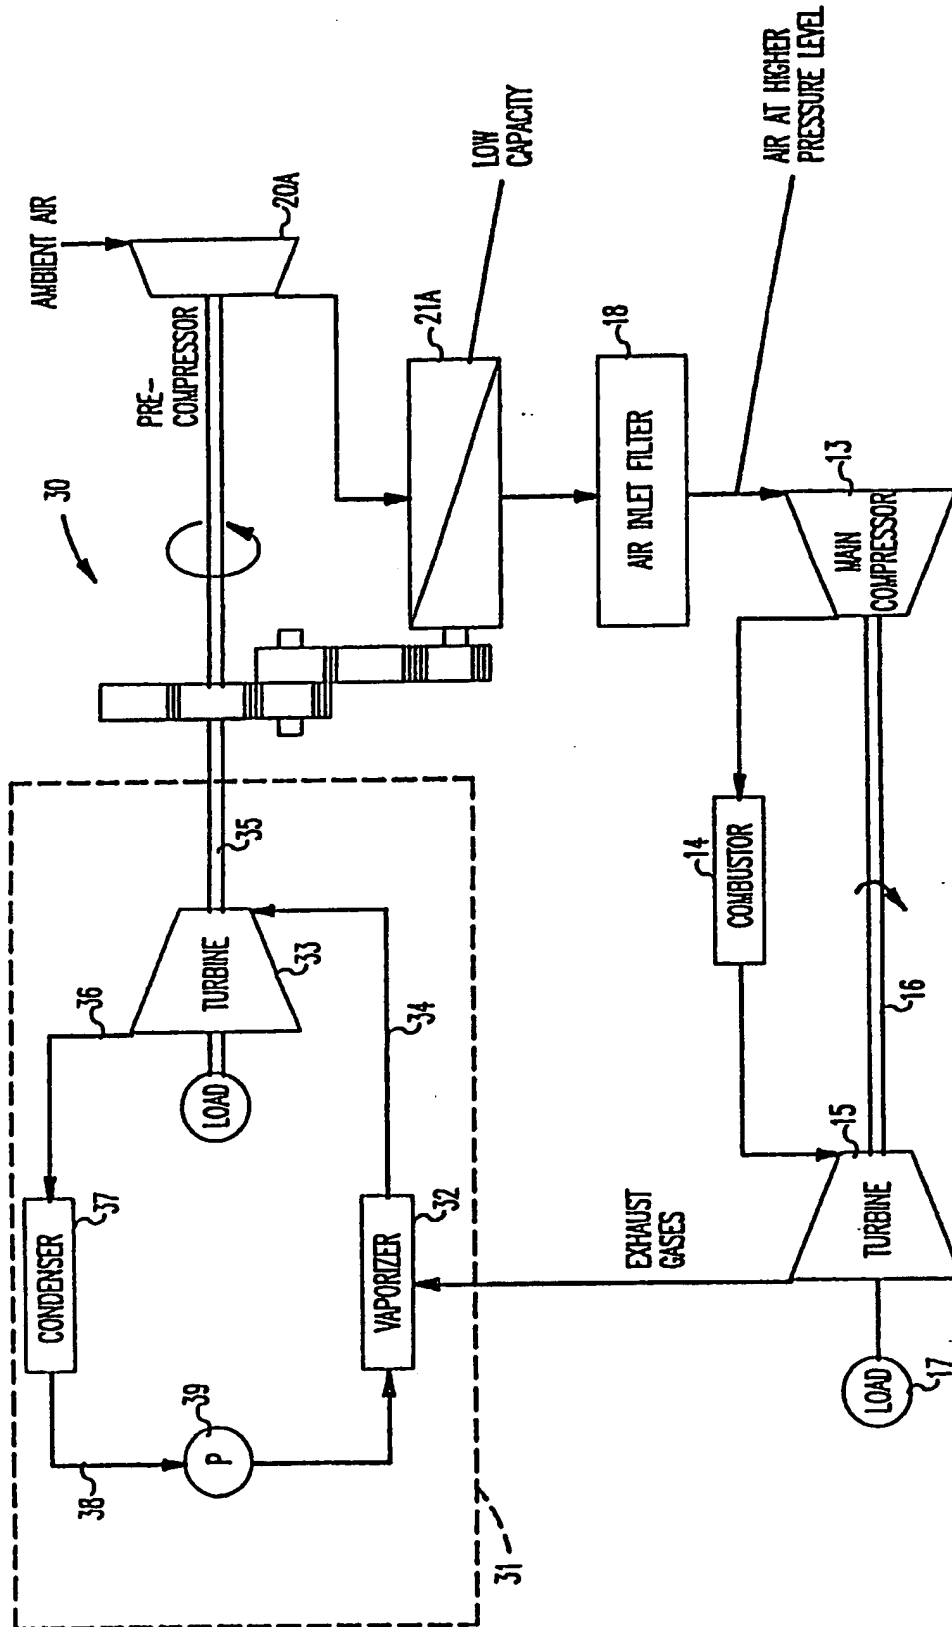 30
AMBIENT AIR
PRE-
COMPRESSOR
20A
21A
LOW
CAPACITY
AIR INLET FILTER
18
AIR AT HIGHER
PRESSURE LEVEL
MAIN
COMPRESSOR
13
COMBUSTOR
14
16
TURBINE
15
LOAD
17
EXHAUST
GASES
VAPORIZER
32
34
TURBINE
33
35
LOAD
36
CONDENSER
37
38
P
39
31